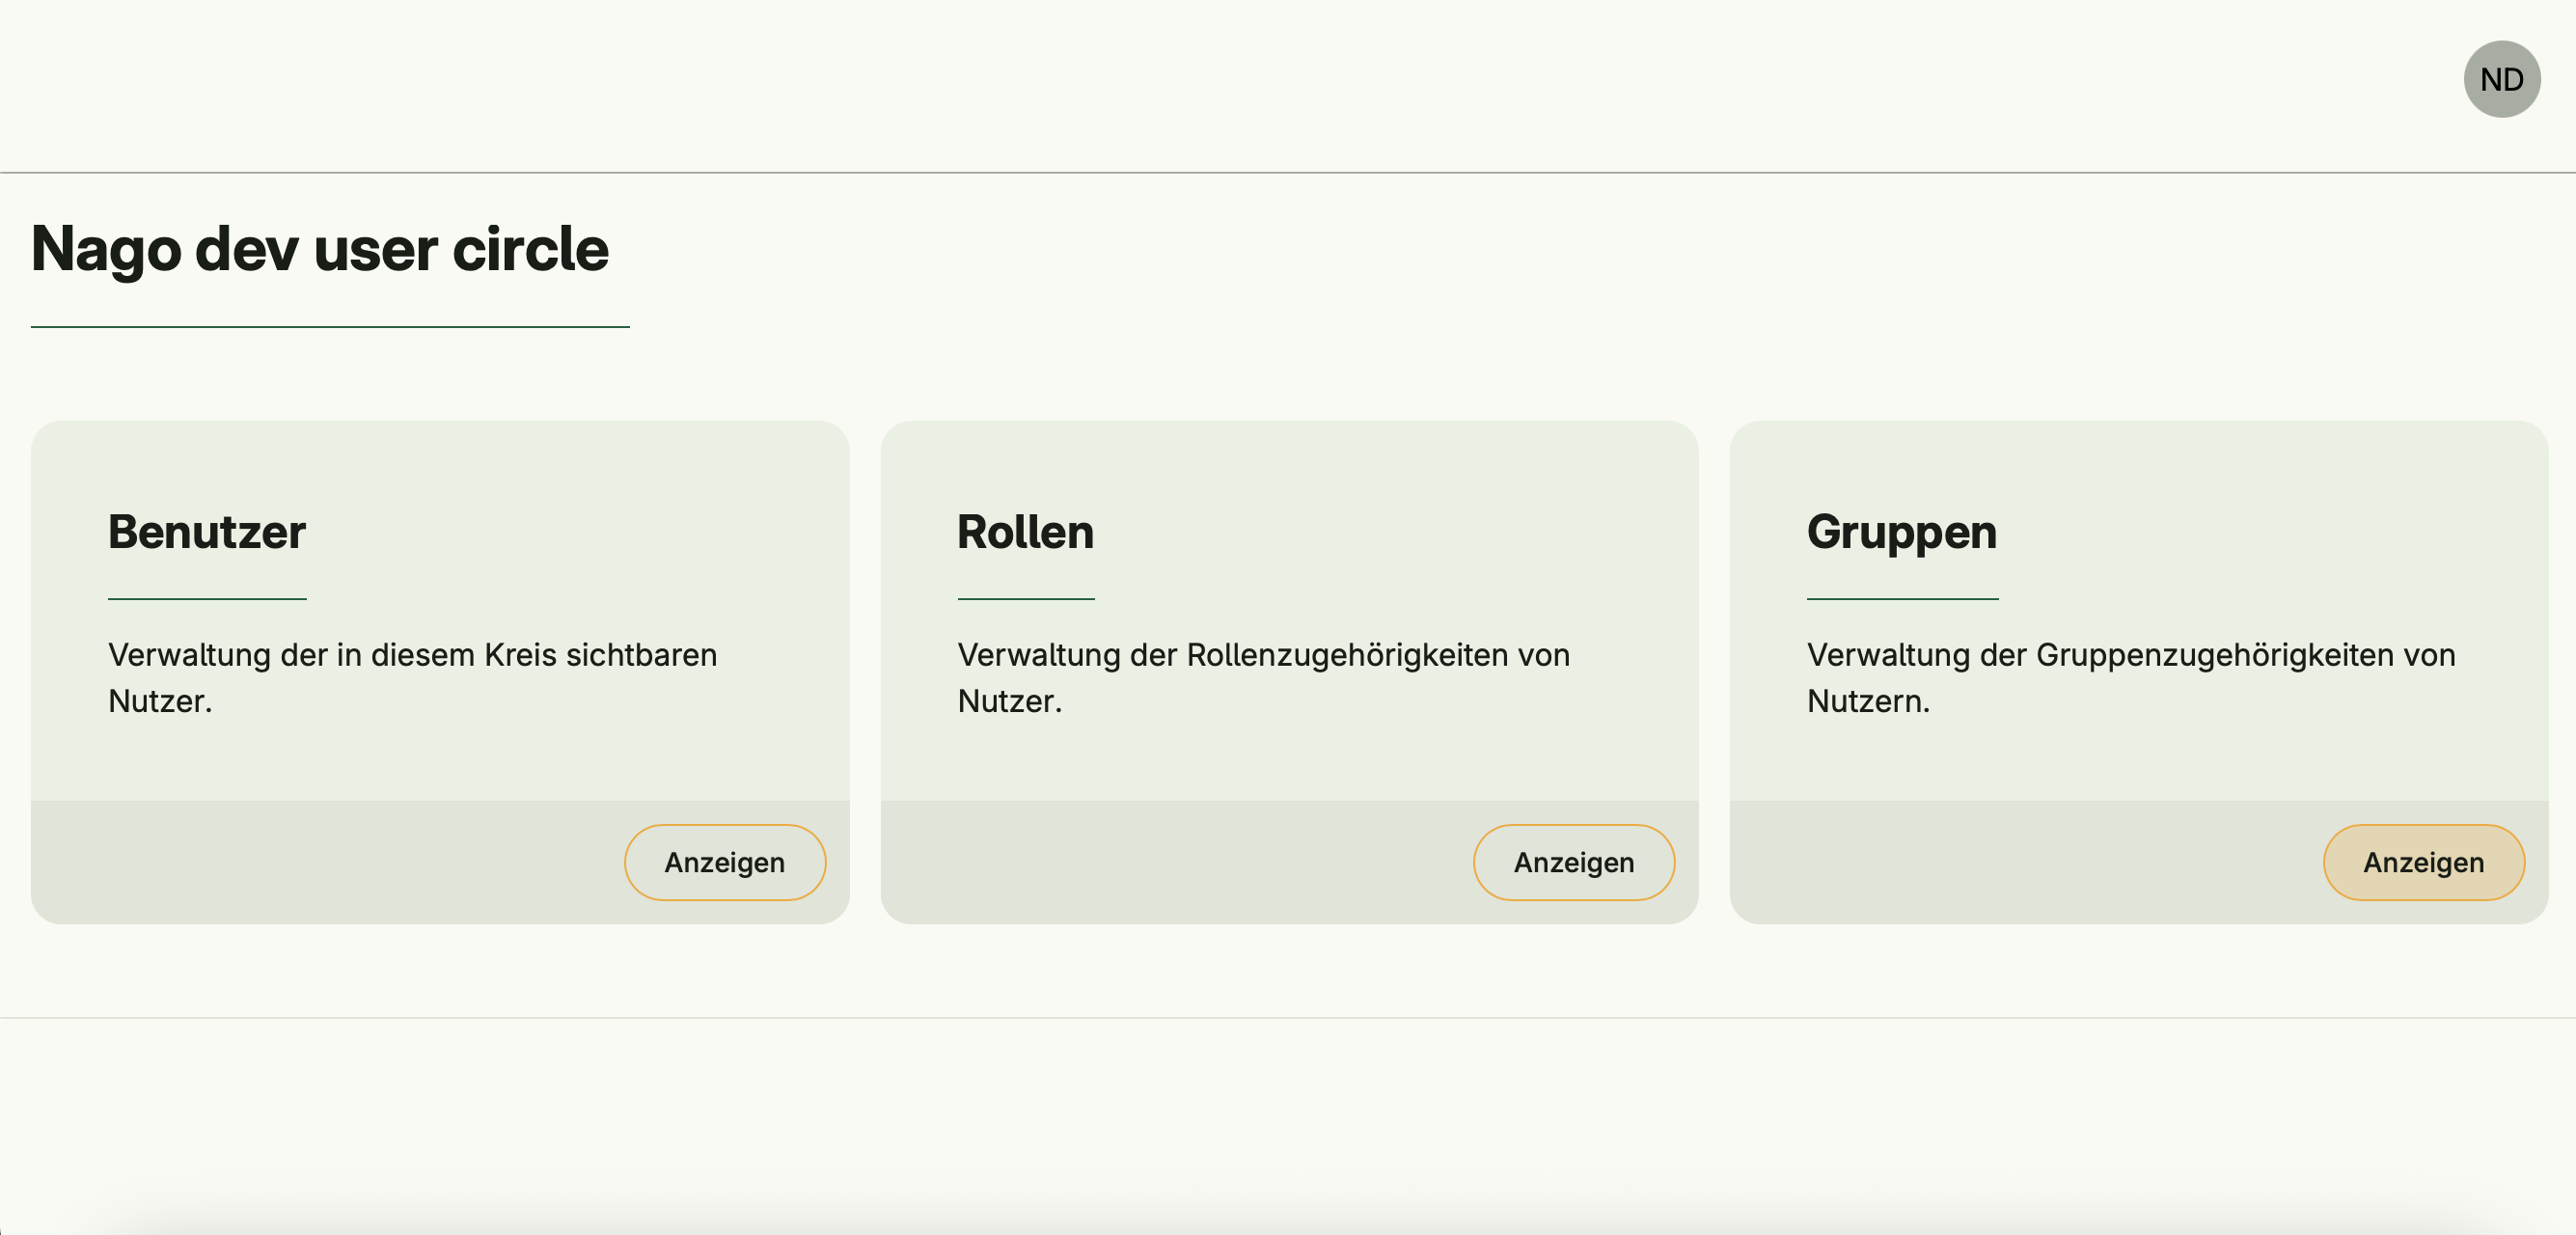 ND
Nago dev user circle
Benutzer
Verwaltung der in diesem Kreis sichtbaren
Nutzer.
Anzeigen
Rollen
Verwaltung der Rollenzugehörigkeiten von
Nutzer.
Anzeigen
Gruppen
Verwaltung der Gruppenzugehörigkeiten von
Nutzern.
Anzeigen